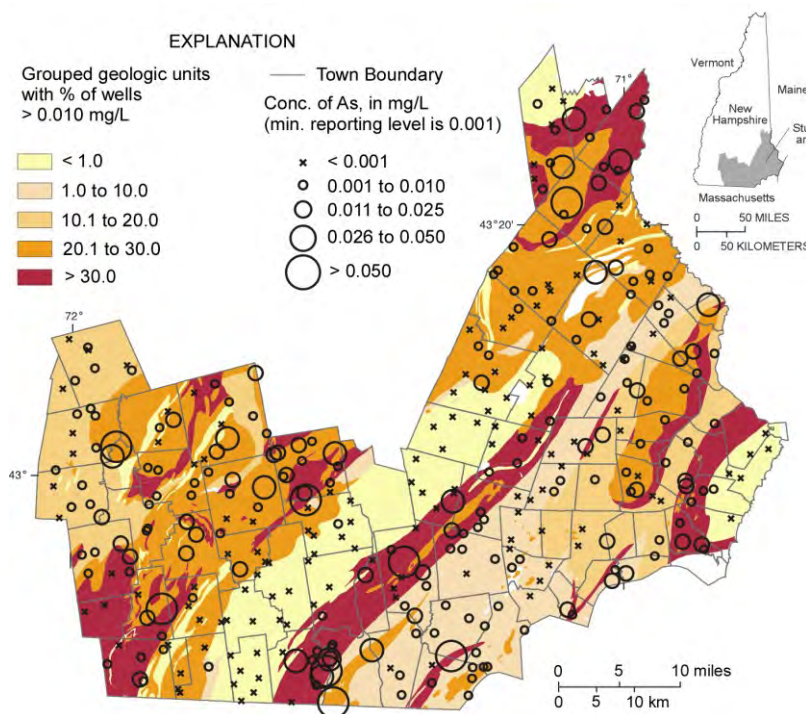 EXPLANATION
Grouped geologic units
with % of wells
> 0.010 mg/L
< 1.0
1.0 to 10.0
10.1 to 20.0
20.1 to 30.0
> 30.0
Town Boundary
Conc. of As, in mg/L
(min. reporting level is 0.001)
< 0.001
0.001 to 0.010
0.011 to 0.025
0.026 to 0.050
> 0.050
71°
43°20'
72°
43°
Vermont
Maine
New
Hampshire
Massachusetts
0 50 MILES
0 50 KILOMETERS
0 5 10 miles
0 5 10 km